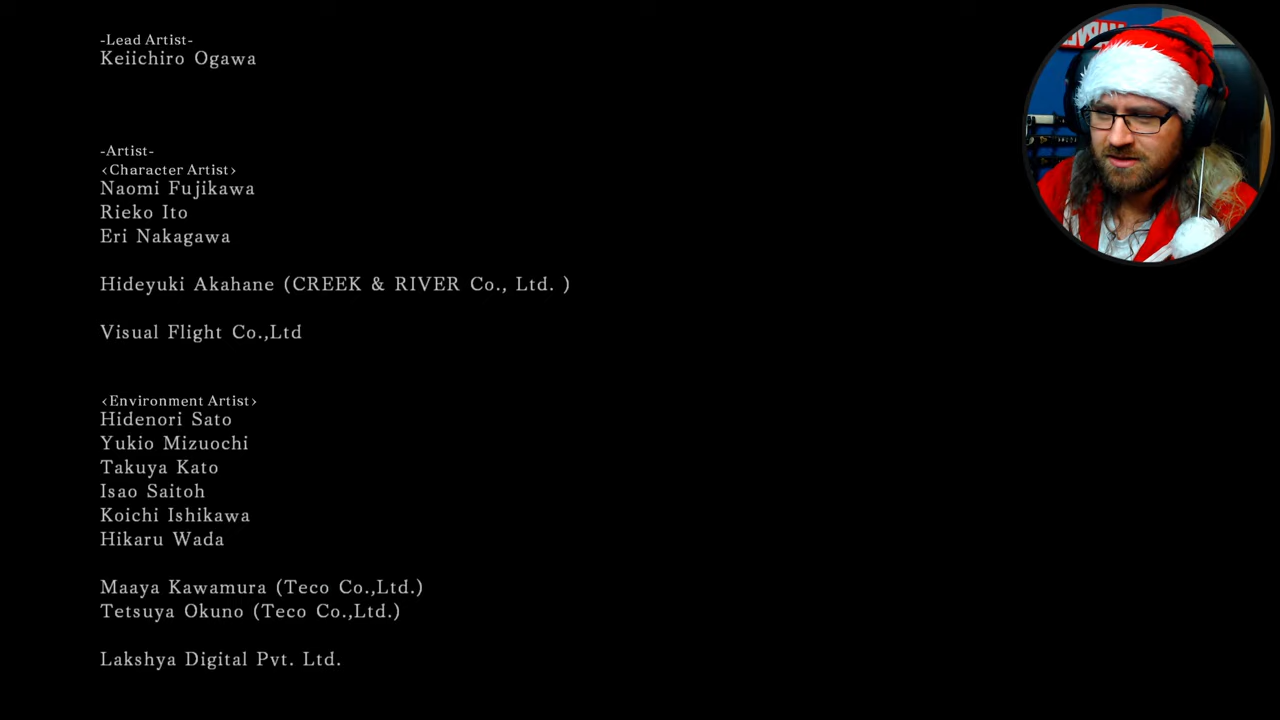 -Lead Artist-
Keiichiro Ogawa
-Artist-
<Character Artist>
Naomi Fujikawa
Rieko Ito
Eri Nakagawa
Hideyuki Akahane (CREEK & RIVER Co., Ltd. )
Visual Flight Co.,Ltd
<Environment Artist>
Hidenori Sato
Yukio Mizuochi
Takuya Kato
Isao Saitoh
Koichi Ishikawa
Hikaru Wada
Maaya Kawamura (Teco Co.,Ltd.)
Tetsuya Okuno (Teco Co.,Ltd.)
Lakshya Digital Pvt. Ltd.